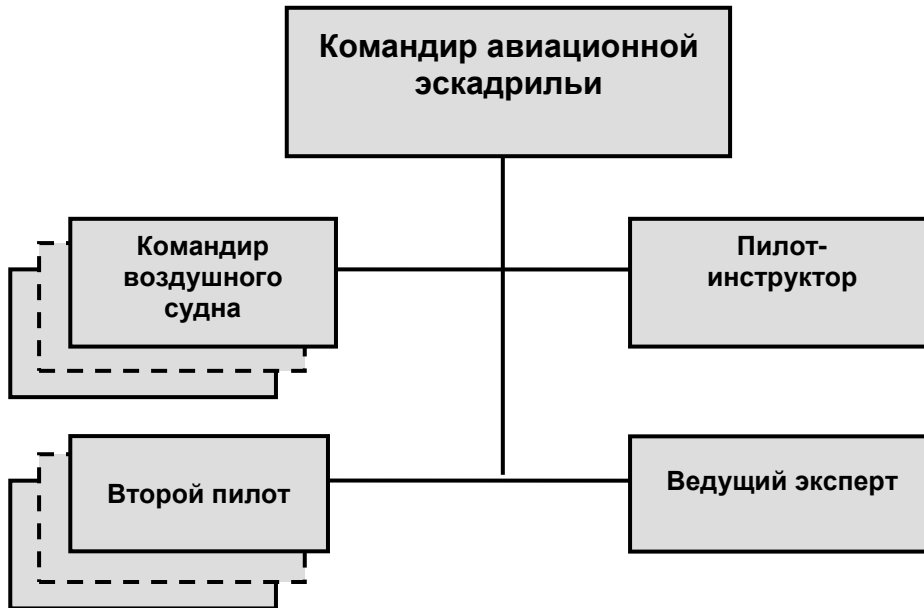 Командир авиационной
эскадрильи
Командир
воздушного
судна
Пилот-
инструктор
Второй пилот
Ведущий эксперт